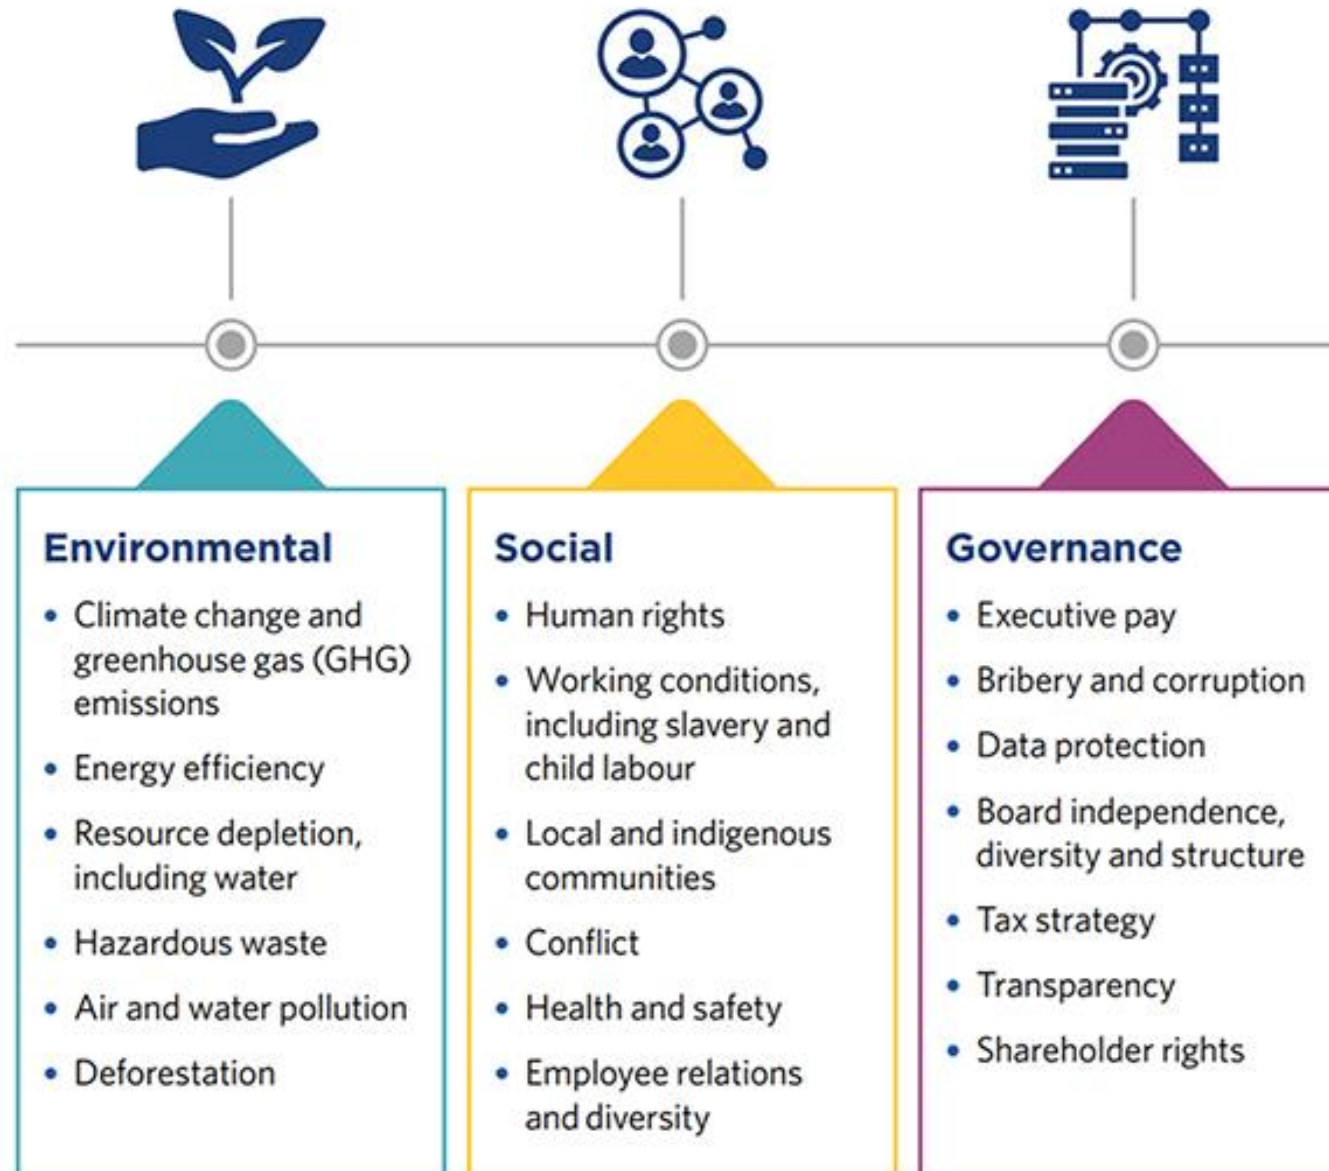 Environmental
• Climate change and
greenhouse gas (GHG)
emissions
• Energy efficiency
• Resource depletion,
including water
• Hazardous waste
• Air and water pollution
• Deforestation
Social
• Human rights
• Working conditions,
including slavery and
child labour
• Local and indigenous
communities
• Conflict
• Health and safety
• Employee relations
and diversity
Governance
• Executive pay
• Bribery and corruption
• Data protection
• Board independence,
diversity and structure
• Tax strategy
• Transparency
• Shareholder rights